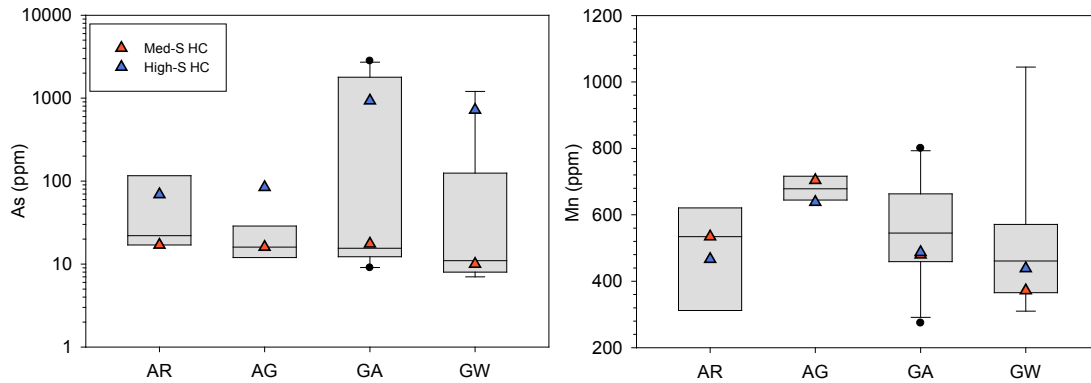 10000
1000
100
10
1
As (ppm)
Med-S HC
High-S HC
AR AG GA GW
1200
1000
800
600
400
200
Mn (ppm)
AR AG GA GW